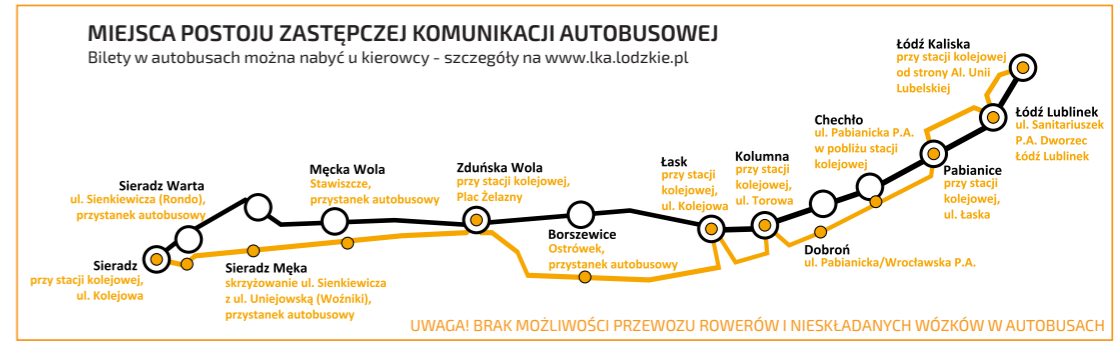 MIEJSCA POSTOJU ZASTĘPCZEJ KOMUNIKACJI AUTOBUSOWEJ
Bilety w autobusach można nabyć u kierowcy - szczegóły na www.lka.lodzkie.pl
Sieradz
przy stacji kolejowej,
ul. Kolejowa
Sieradz Warta
ul. Sienkiewicza (Rondo),
przystanek autobusowy
Sieradz Męka
skrzyżowanie ul. Sienkiewicza
z ul. Uniejowską (Woźniki),
przystanek autobusowy
Męcka Wola
Stawiszcze,
przystanek autobusowy
Zduńska Wola
przy stacji kolejowej,
Plac Żelazny
Borszewice
Ostrówek,
przystanek autobusowy
Łask
przy stacji
kolejowej,
ul. Kolejowa
Kolumna
przy stacji
kolejowej,
ul. Torowa
Dobroń
ul. Pabianicka/Wrocławska P.A.
Chechło
ul. Pabianicka P.A.
w pobliżu stacji
kolejowej
Pabianice
przy stacji
kolejowej,
ul. Łaska
Łódź Lublinek
ul. Sanitariuszek
P.A. Dworzec
Łódź Lublinek
Łódź Kaliska
przy stacji kolejowej
od strony Al. Unii
Lubelskiej
UWAGA! BRAK MOŻLIWOŚCI PRZEWOZU ROWERÓW I NIESKŁADANYCH WÓZKÓW W AUTOBUSACH